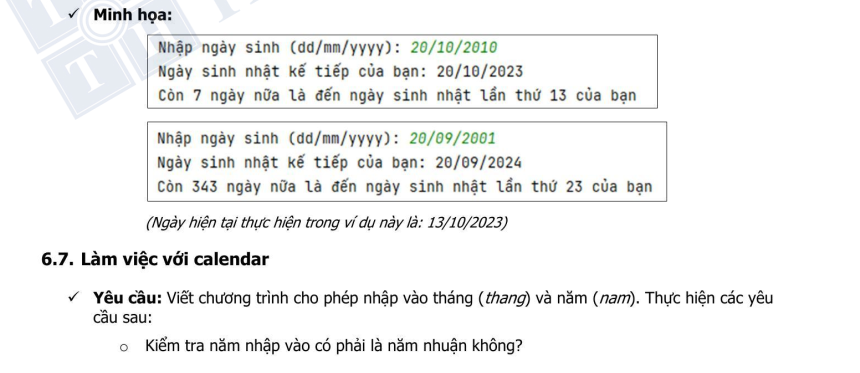 ✓ Minh họa:
Nhập ngày sinh (dd/mm/yyyy): 20/10/2010
Ngày sinh nhật kế tiếp của bạn: 20/10/2023
Còn 7 ngày nữa là đến ngày sinh nhật lần thứ 13 của bạn
Nhập ngày sinh (dd/mm/yyyy): 20/09/2001
Ngày sinh nhật kế tiếp của bạn: 20/09/2024
Còn 343 ngày nữa là đến ngày sinh nhật lần thứ 23 của bạn
(Ngày hiện tại thực hiện trong ví dụ này là: 13/10/2023)
6.7. Làm việc với calendar
✓ Yêu cầu: Viết chương trình cho phép nhập vào tháng (thang) và năm (nam). Thực hiện các yêu
cầu sau:
o Kiểm tra năm nhập vào có phải là năm nhuận không?